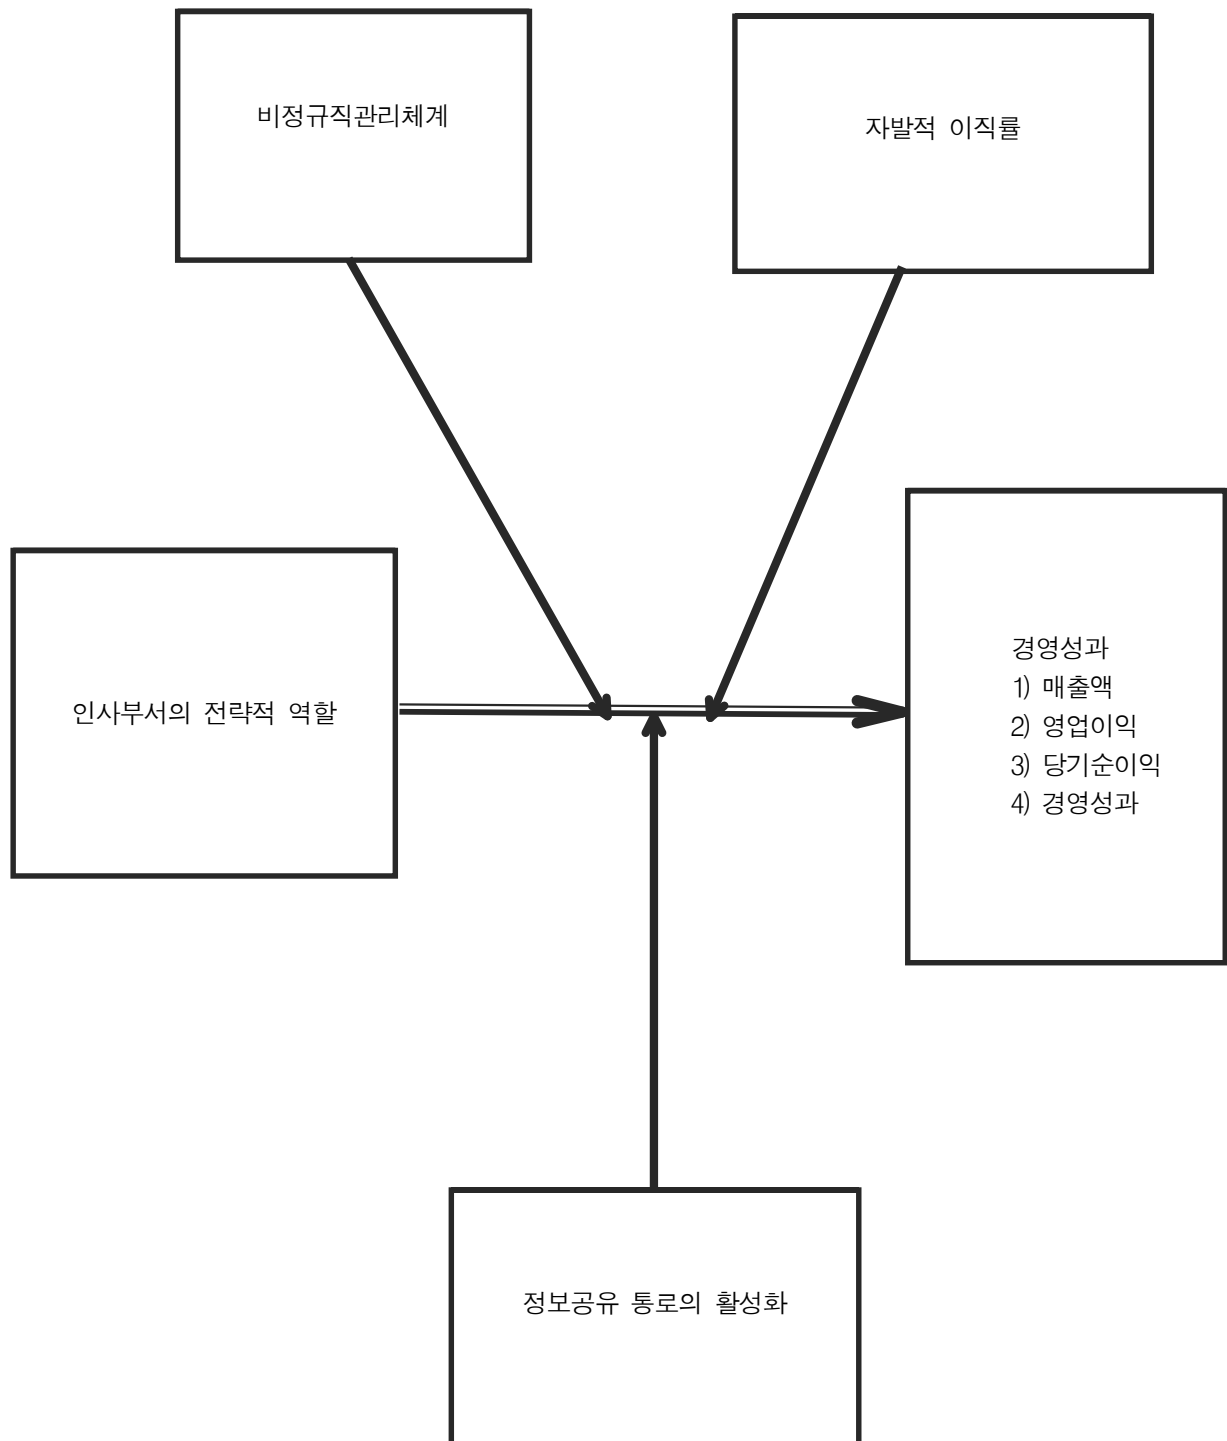 비정규직관리체계
자발적 이직률
인사부서의 전략적 역할
경영성과
1) 매출액
2) 영업이익
3) 당기순이익
4) 경영성과
정보공유 통로의 활성화